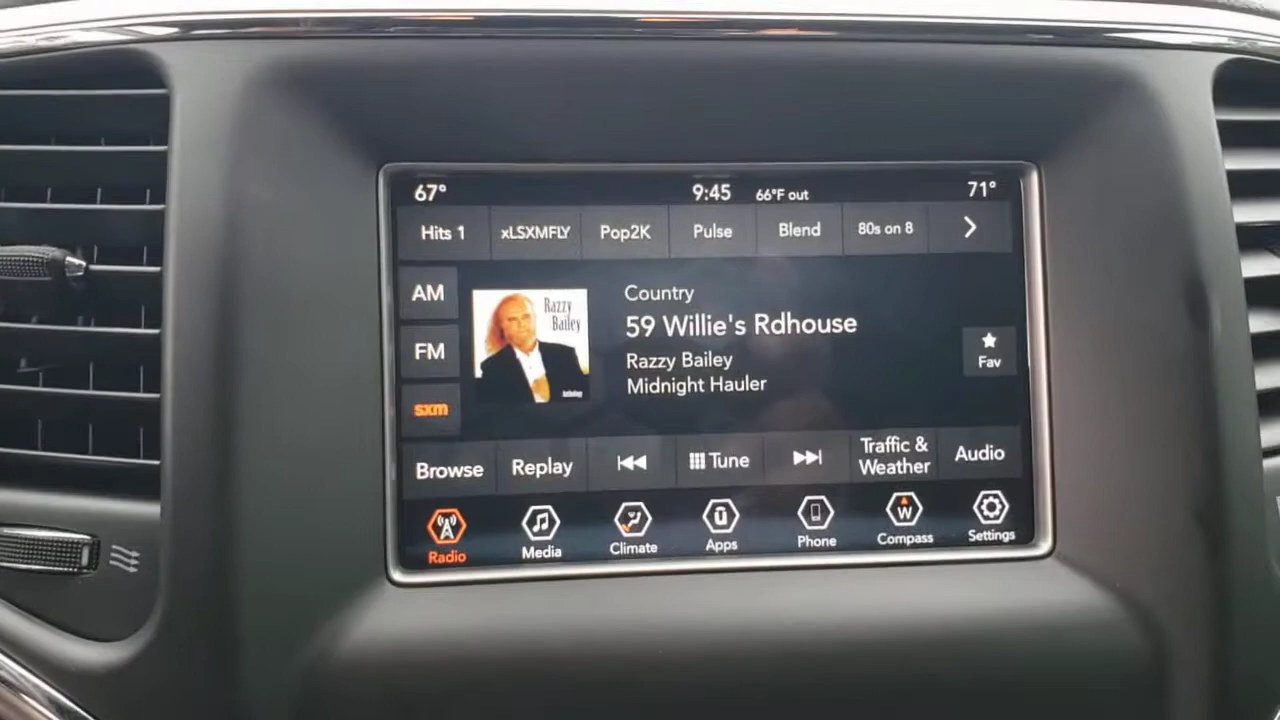 67°
9:45
66°F out
71°
Hits 1
xLSXMFLY
Pop2K
Pulse
Blend
80s on 8
AM
FM
sxm
Razzy
Bailey
Country
59 Willie's Rdhouse
Razzy Bailey
Midnight Hauler
Fav
Browse
Replay
Tune
Traffic &
Weather
Audio
Radio
Media
Climate
Apps
Phone
W
Compass
Settings